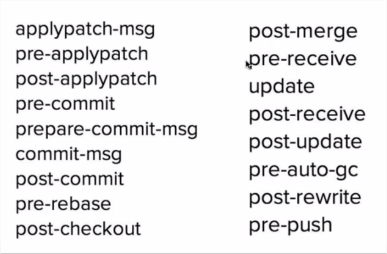 applypatch-msg
pre-applypatch
post-applypatch
pre-commit
prepare-commit-msg
commit-msg
post-commit
pre-rebase
post-checkout
post-merge
pre-receive
update
post-receive
post-update
pre-auto-gc
post-rewrite
pre-push